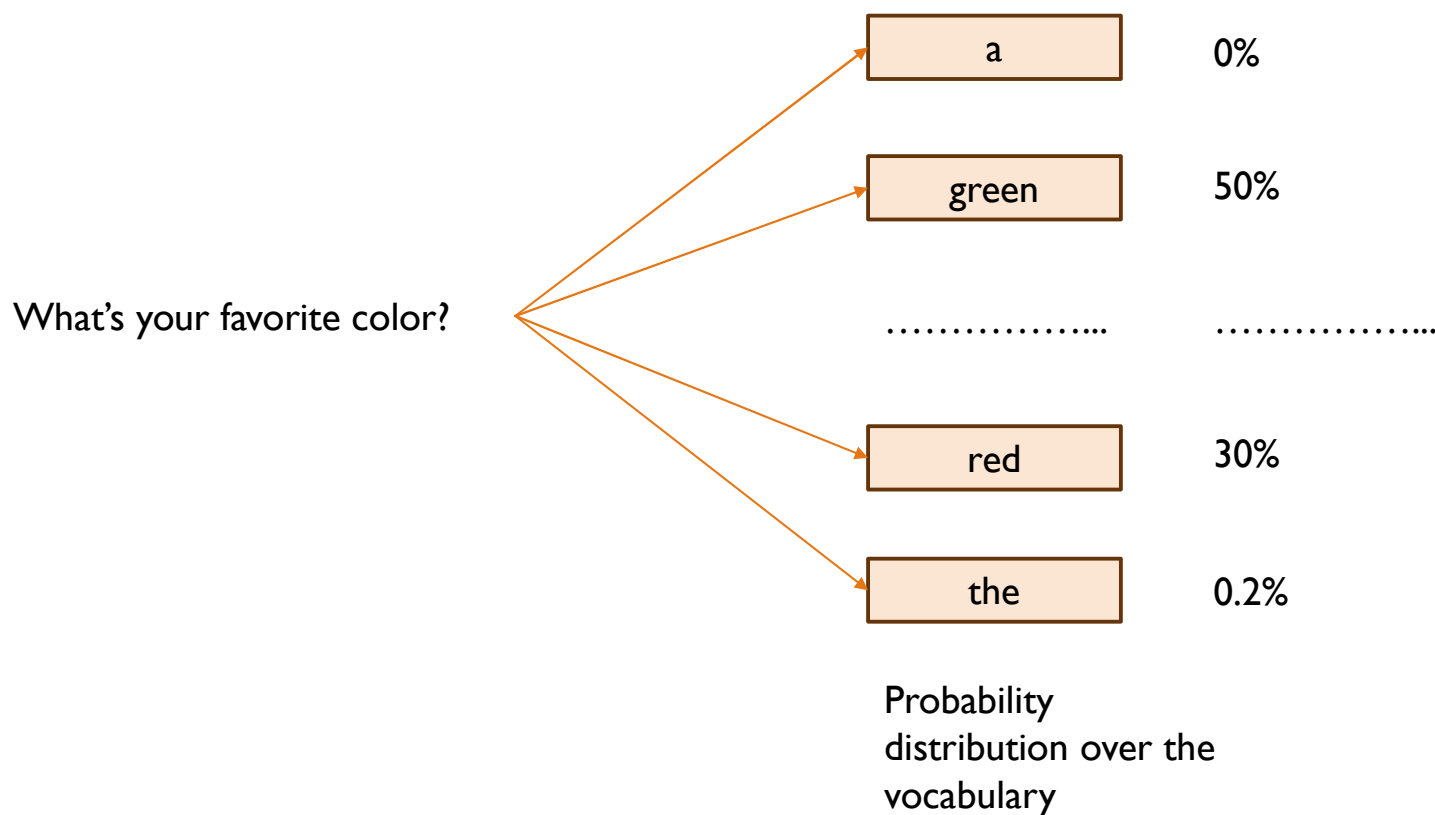 a 0%
green 50%
What’s your favorite color?
……………... ……………...
red 30%
the 0.2%
Probability
distribution over the
vocabulary